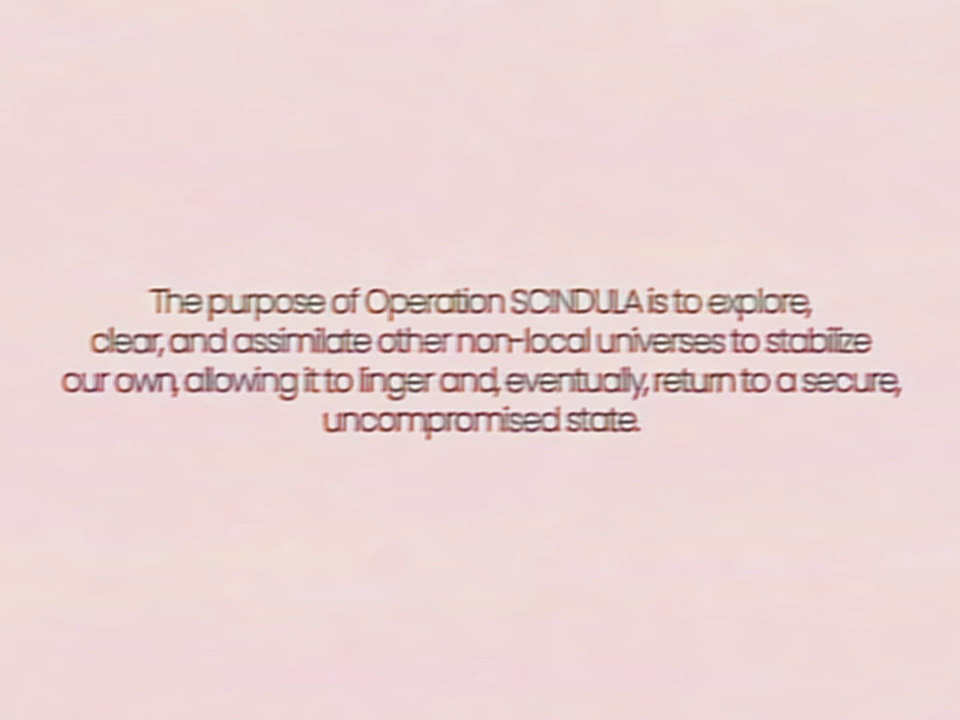 The purpose of Operation SCINDULA is to explore,
clear, and assimilate other non-local universes to stabilize
our own, allowing it to linger and, eventually, return to a secure,
uncompromised state.